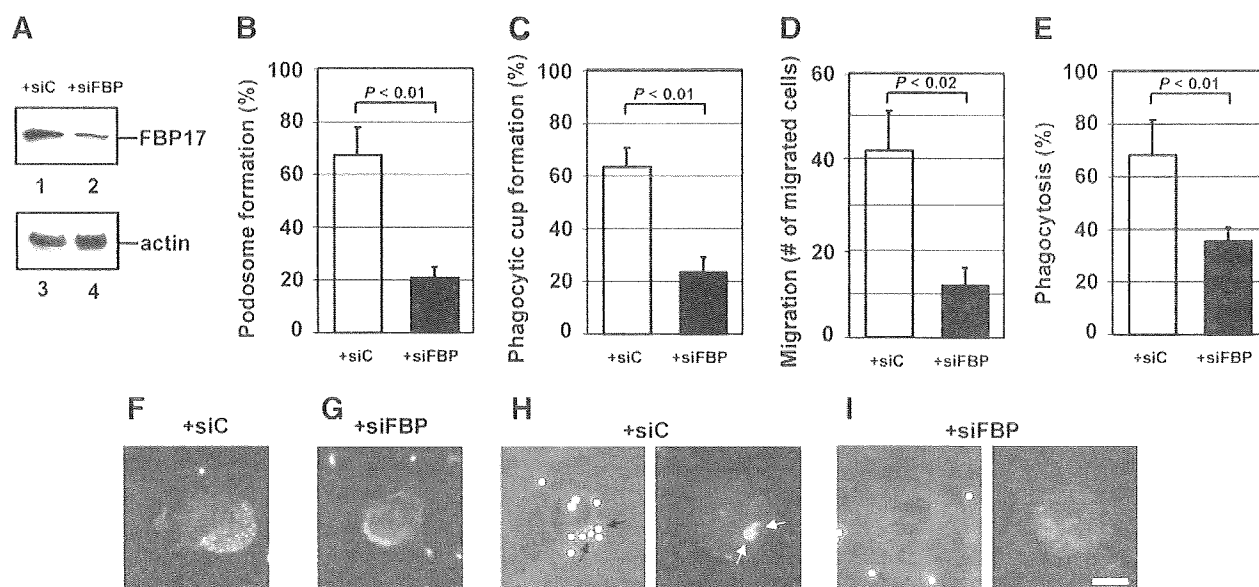 A
+siC +siFBP
FBP17
1 2
actin
3 4
B
Podosome formation (%)
100
80
60
40
20
0
P < 0.01
+siC +siFBP
C
Phagocytic cup formation (%)
100
80
60
40
20
0
P < 0.01
+siC +siFBP
D
Migration (# of migrated cells)
60
40
20
0
P < 0.02
+siC +siFBP
E
Phagocytosis (%)
100
80
60
40
20
0
P < 0.01
+siC +siFBP
F
+siC
G
+siFBP
H
+siC
I
+siFBP